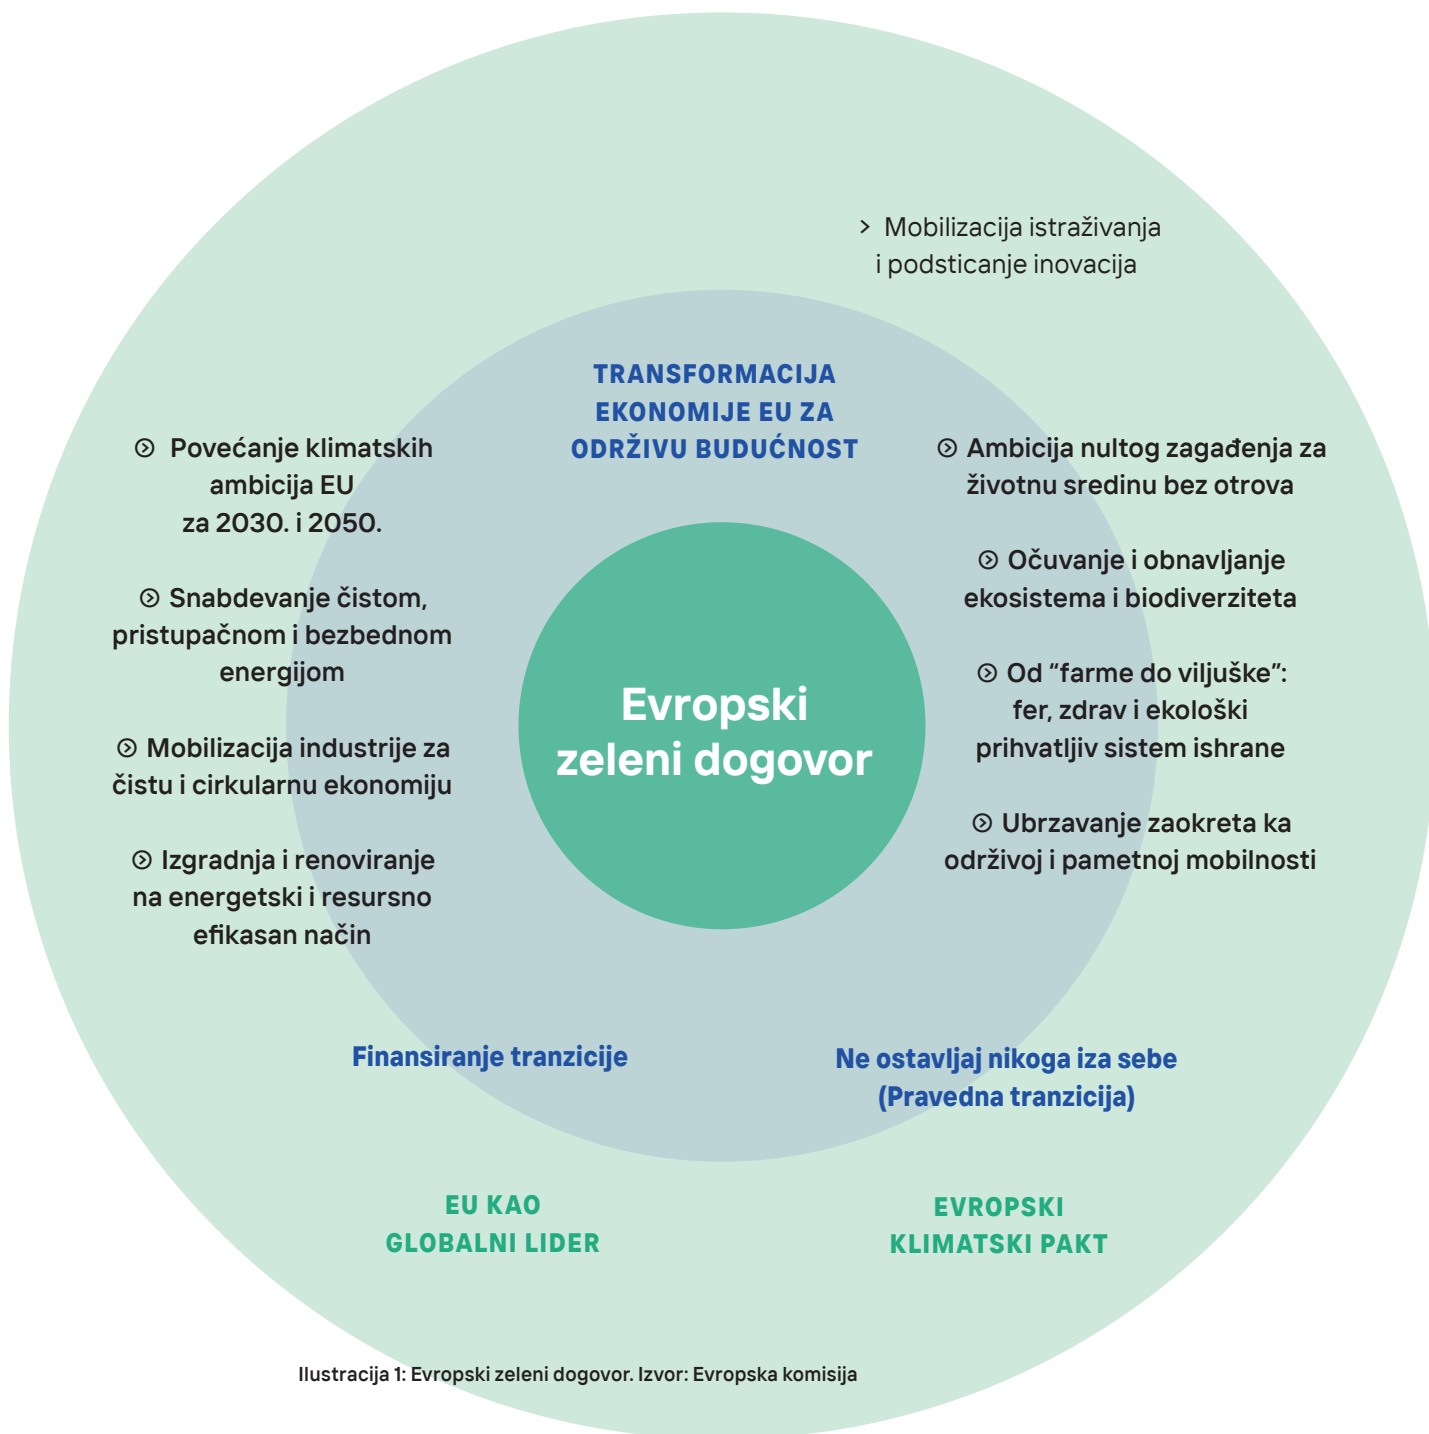 > Mobilizacija istraživanja
i podsticanje inovacija
TRANSFORMACIJA
EKONOMIJE EU ZA
ODRŽIVU BUDUĆNOST
Povećanje klimatskih
ambicija EU
za 2030. i 2050.
Snabdevanje čistom,
pristupačnom i bezbednom
energijom
Mobilizacija industrije za
čistu i cirkularnu ekonomiju
Izgradnja i renoviranje
na energetski i resursno
efikasan način
Evropski
zeleni dogovor
Ambicija nultog zagađenja za
životnu sredinu bez otrova
Očuvanje i obnavljanje
ekosistema i biodiverziteta
Od “farme do viljuške”:
fer, zdrav i ekološki
prihvatljiv sistem ishrane
Ubrzavanje zaokreta ka
održivoj i pametnoj mobilnosti
Finansiranje tranzicije
Ne ostavljaj nikoga iza sebe
(Pravedna tranzicija)
EU KAO
GLOBALNI LIDER
EVROPSKI
KLIMATSKI PAKT
Ilustracija 1: Evropski zeleni dogovor. Izvor: Evropska komisija